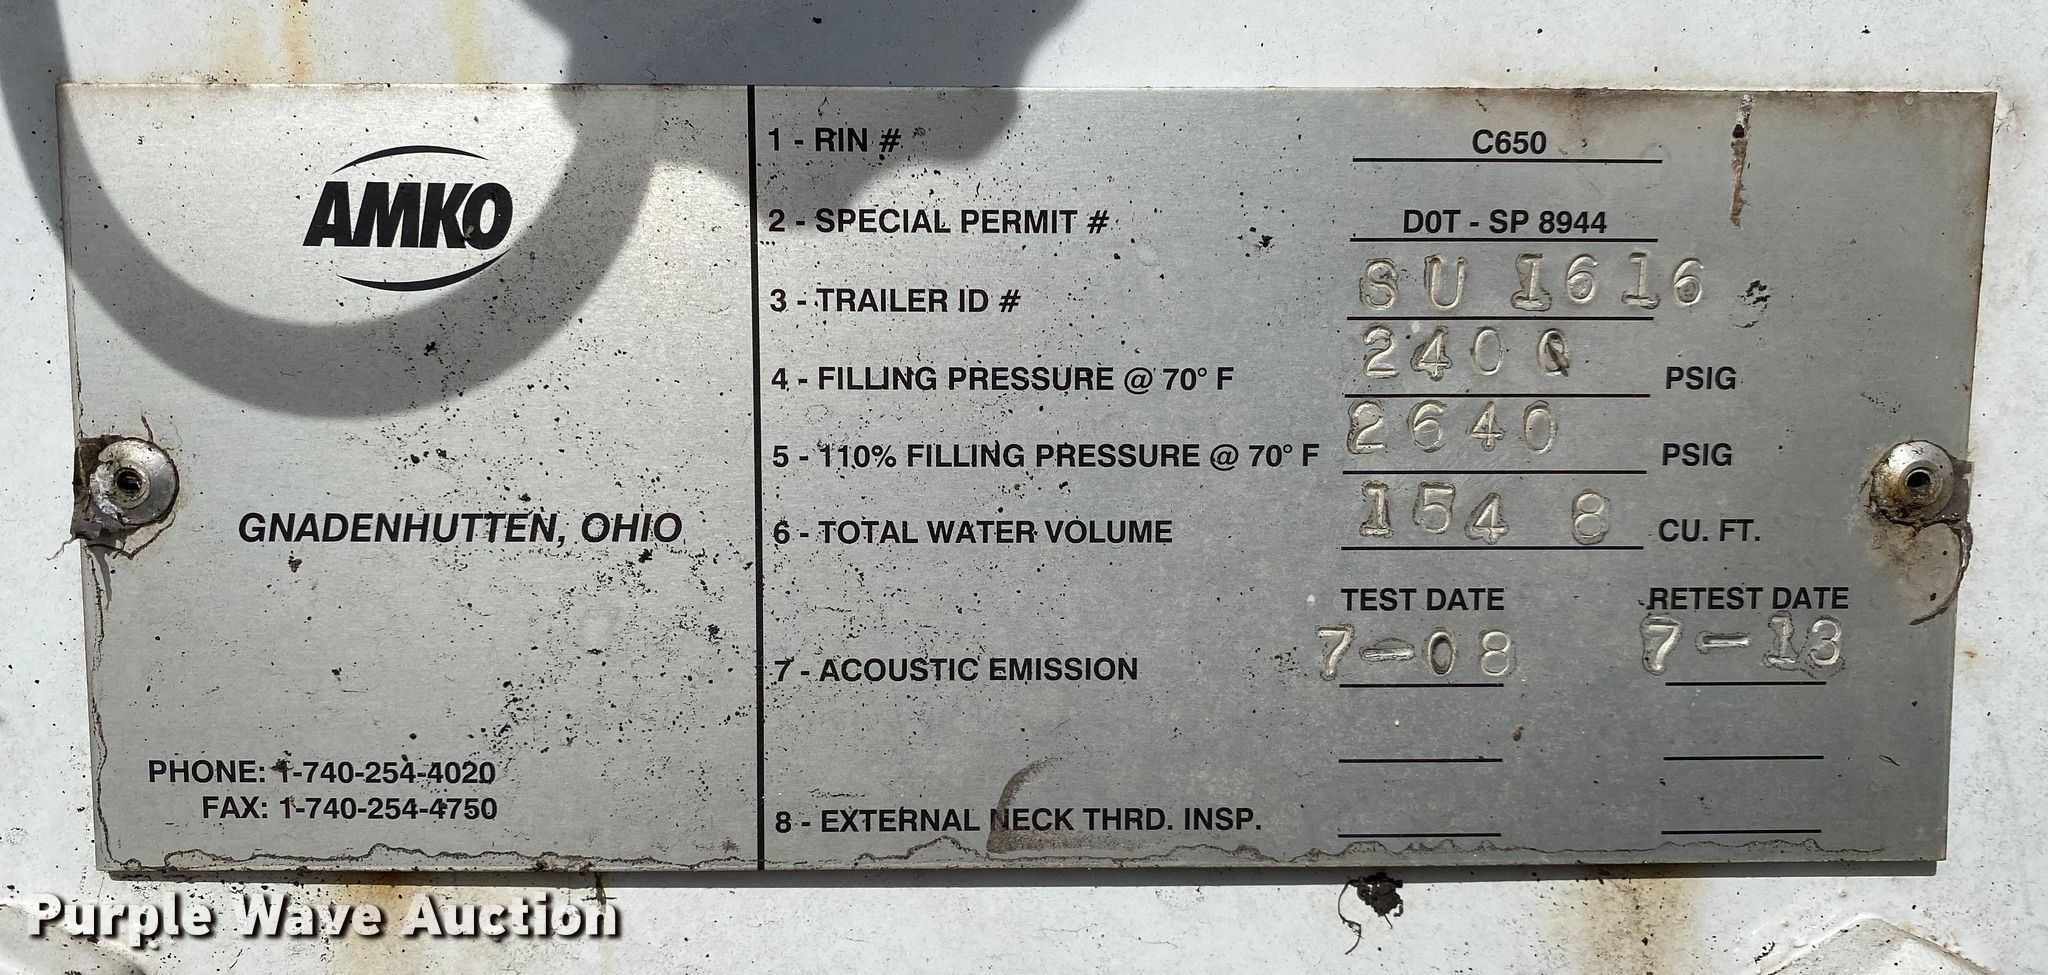 AMKO
GNADENHUTTEN, OHIO
PHONE: 1-740-254-4020
FAX: 1-740-254-4750
1 - RIN # C650
2 - SPECIAL PERMIT # D0T - SP 8944
3 - TRAILER ID # SU 1616
4 - FILLING PRESSURE @ 70° F 2400 PSIG
5 - 110% FILLING PRESSURE @ 70° F 2640 PSIG
6 - TOTAL WATER VOLUME 154 8 CU. FT.
TEST DATE RETEST DATE
7 - ACOUSTIC EMISSION 7-08 7-13
8 - EXTERNAL NECK THRD. INSP.
Purple Wave Auction